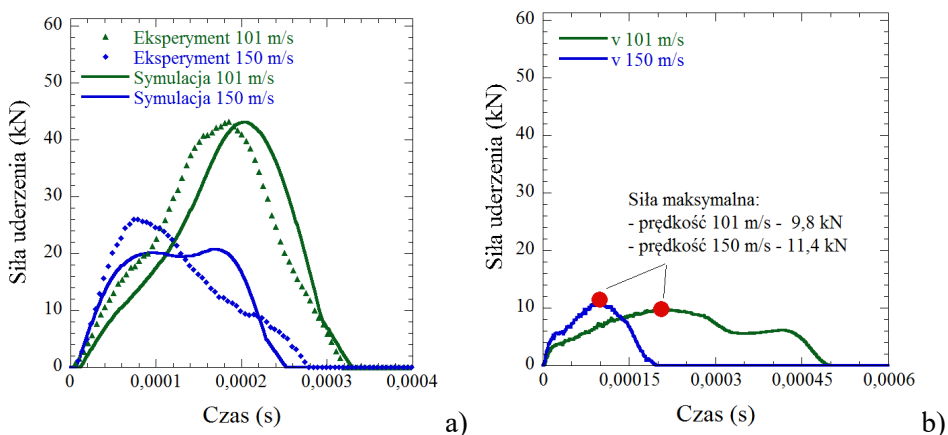 60
50
40
30
20
10
0
Siła uderzenia (kN)
Eksperyment 101 m/s
Eksperyment 150 m/s
Symulacja 101 m/s
Symulacja 150 m/s
0 0,0001 0,0002 0,0003 0,0004
Czas (s)
a)
60
50
40
30
20
10
0
Siła uderzenia (kN)
v 101 m/s
v 150 m/s
Siła maksymalna:
- prędkość 101 m/s - 9,8 kN
- prędkość 150 m/s - 11,4 kN
0 0,00015 0,0003 0,00045 0,0006
Czas (s)
b)